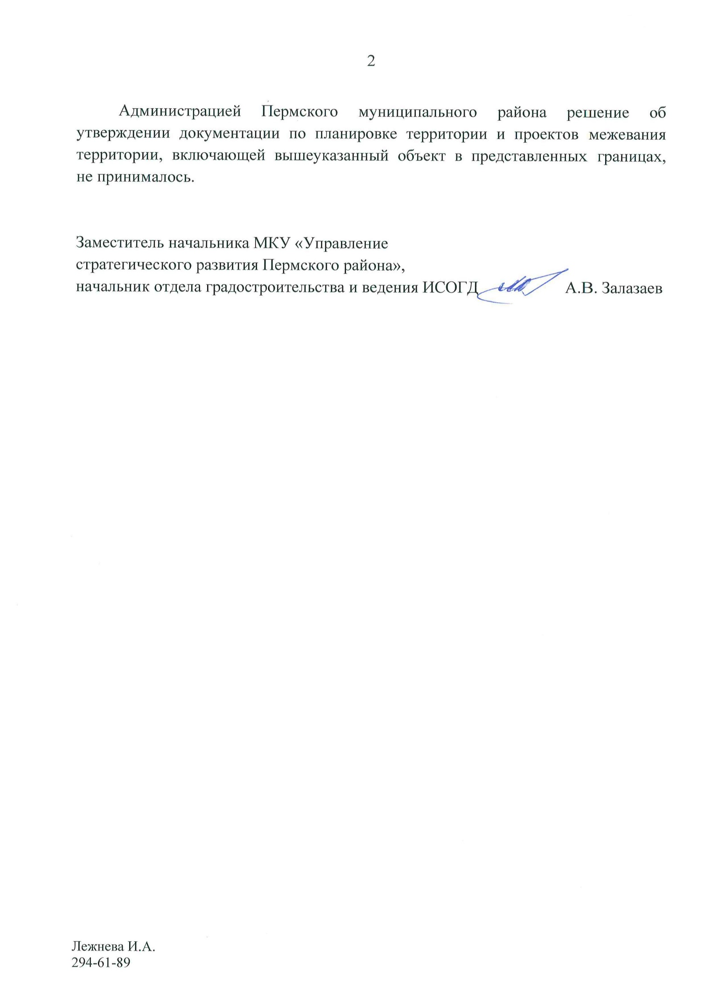 2
Администрацией Пермского муниципального района решение об
утверждении документации по планировке территории и проектов межевания
территории, включающей вышеуказанный объект в представленных границах,
не принималось.
Заместитель начальника МКУ «Управление
стратегического развития Пермского района»,
начальник отдела градостроительства и ведения ИСОГД А.В. Залазаев
Лежнева И.А.
294-61-89